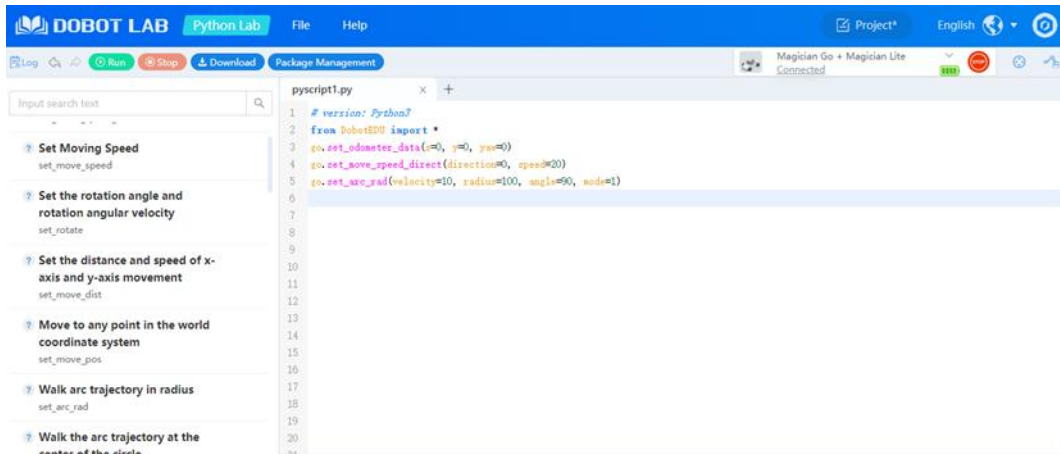 DOBOT LAB Python Lab File Help Project* English
Log Run Stop Download Package Management Magician Go + Magician Lite
Connected
STOP
Input search text
pyscript1.py × +
Set Moving Speed
set_move_speed
Set the rotation angle and
rotation angular velocity
set_rotate
Set the distance and speed of x-
axis and y-axis movement
set_move_dist
Move to any point in the world
coordinate system
set_move_pos
Walk arc trajectory in radius
set_arc_rad
Walk the arc trajectory at the
center of the circle
1 # version: Python3
2 from DobotEDU import *
3 go.set_odometer_data(x=0, y=0, yaw=0)
4 go.set_move_speed_direct(direction=0, speed=20)
5 go.set_arc_rad(velocity=10, radius=100, angle=90, mode=1)
6
7
8
9
10
11
12
13
14
15
16
17
18
19
20
21